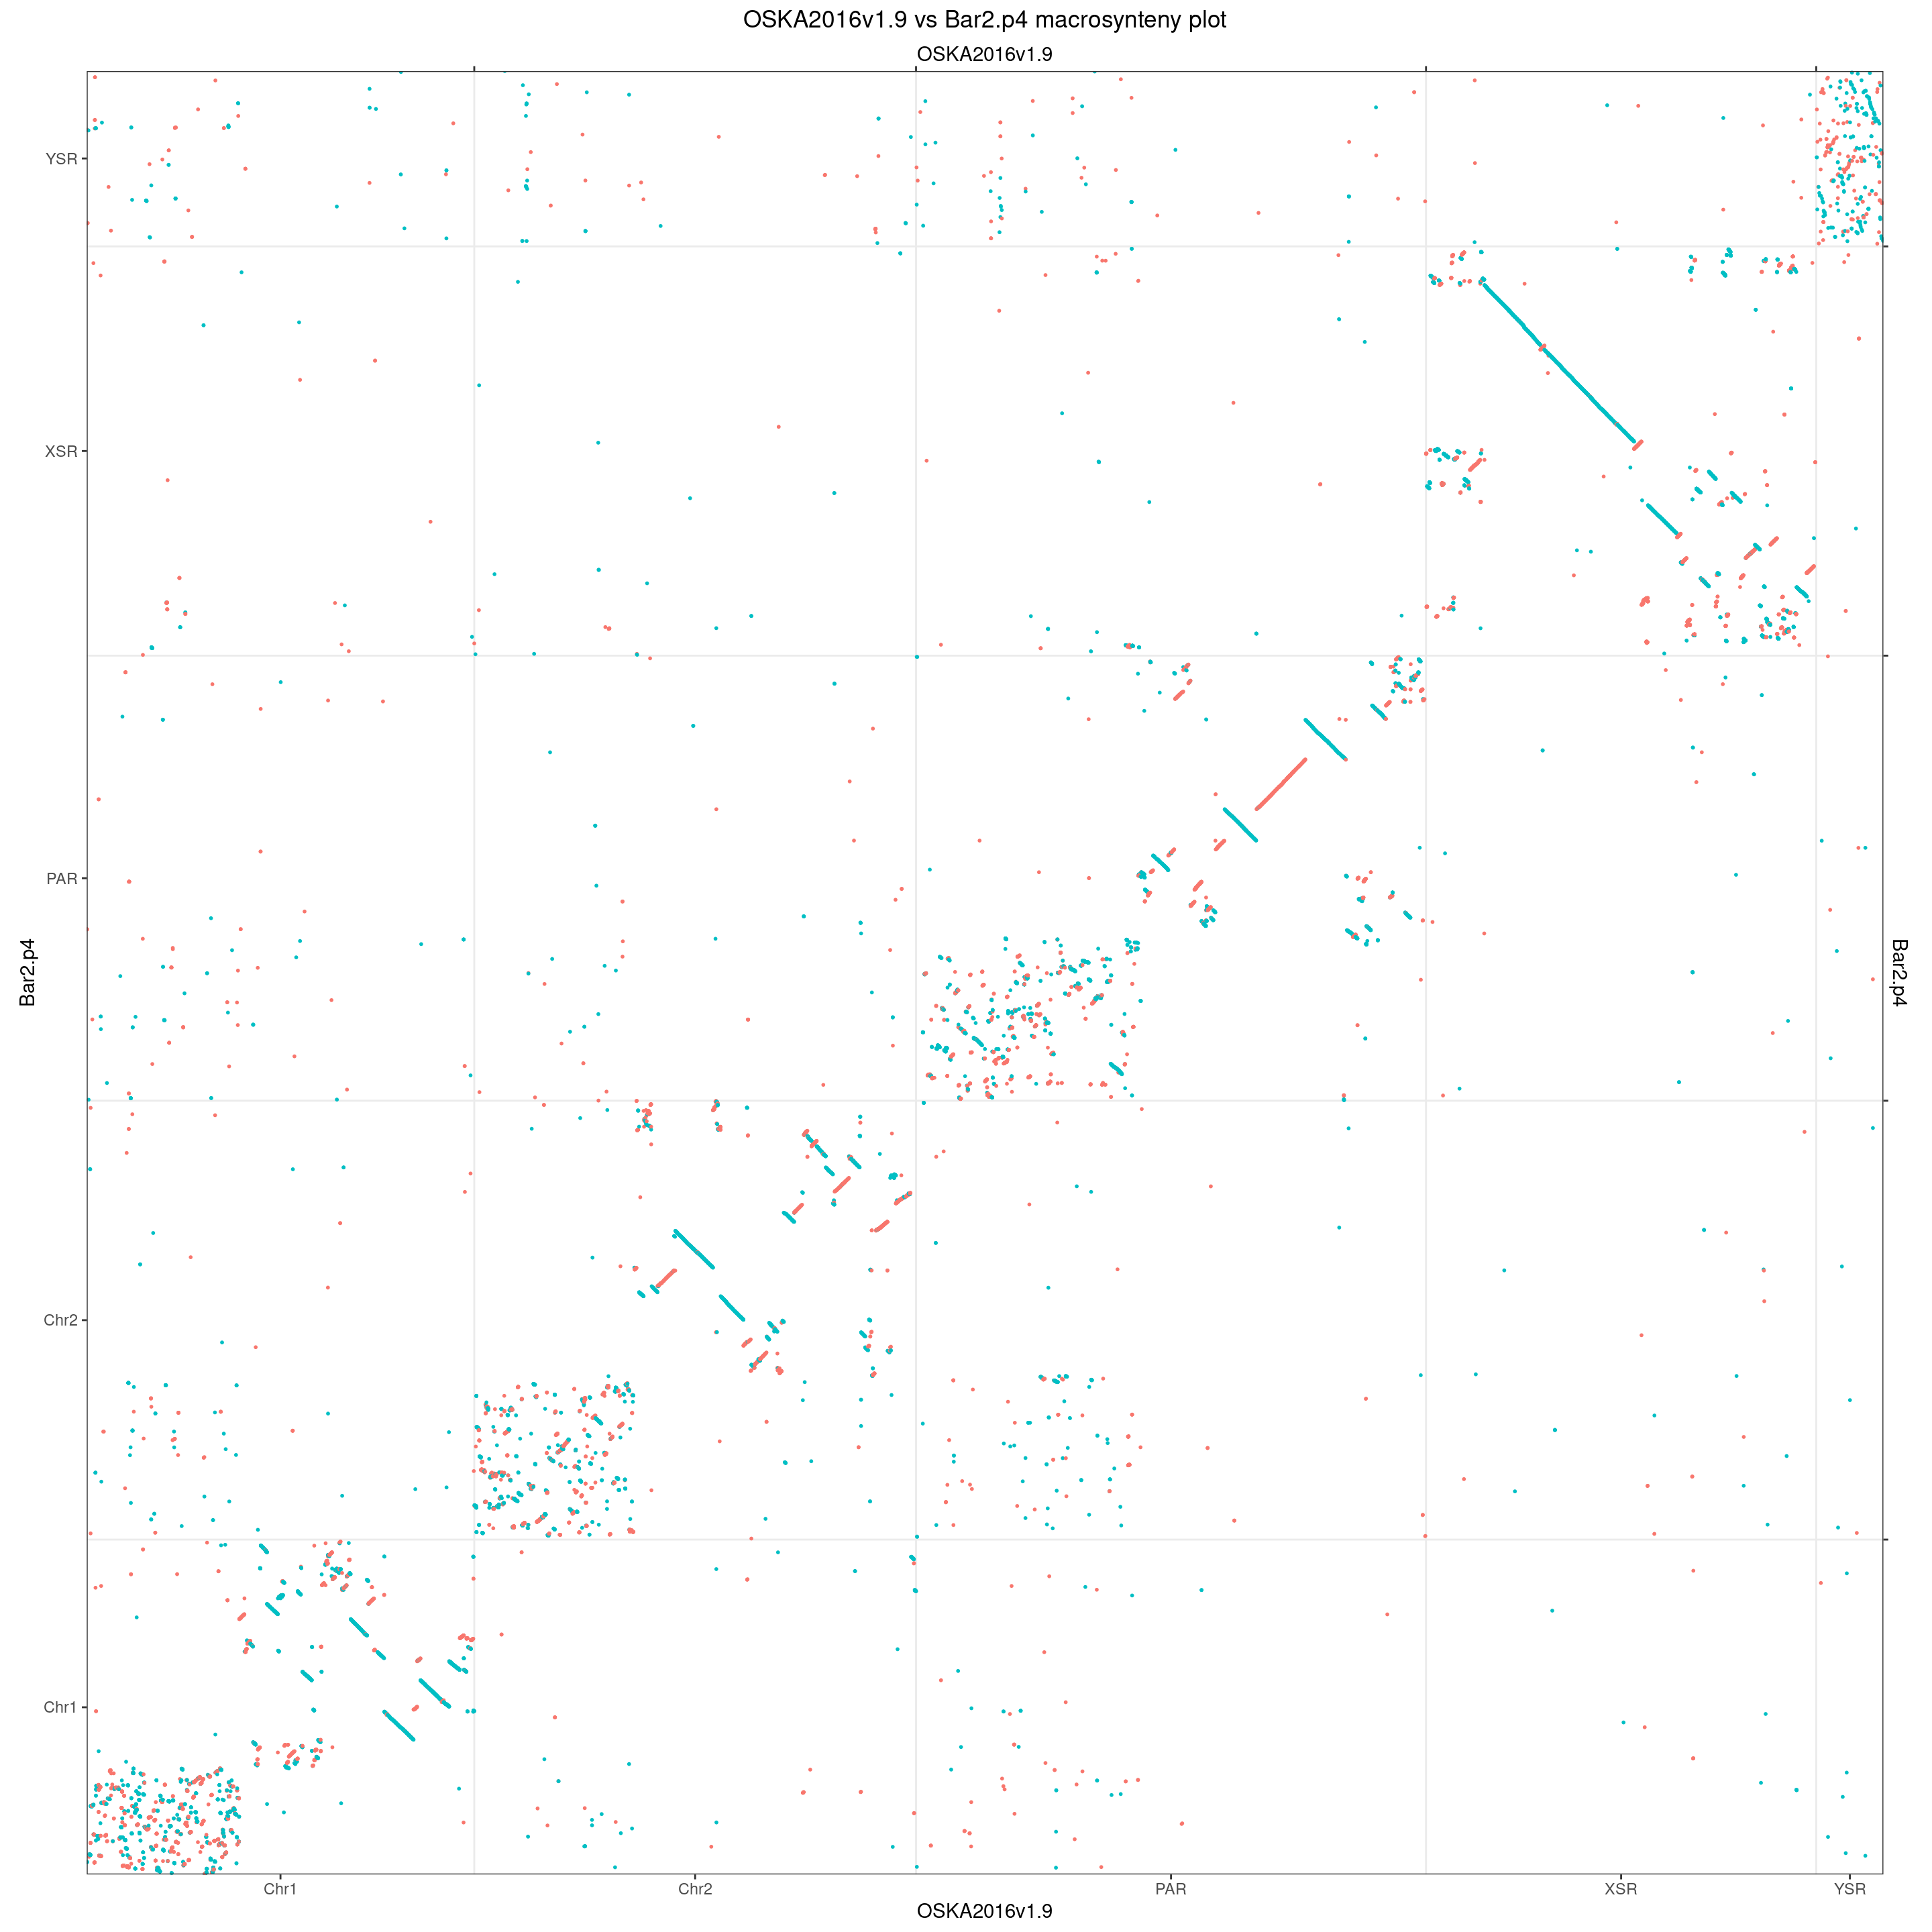 OSKA2016v1.9 vs Bar2.p4 macrosynteny plot
OSKA2016v1.9
YSR
XSR
PAR
Chr2
Chr1
Bar2.p4
Bar2.p4
Chr1
Chr2
PAR
XSR
YSR
OSKA2016v1.9